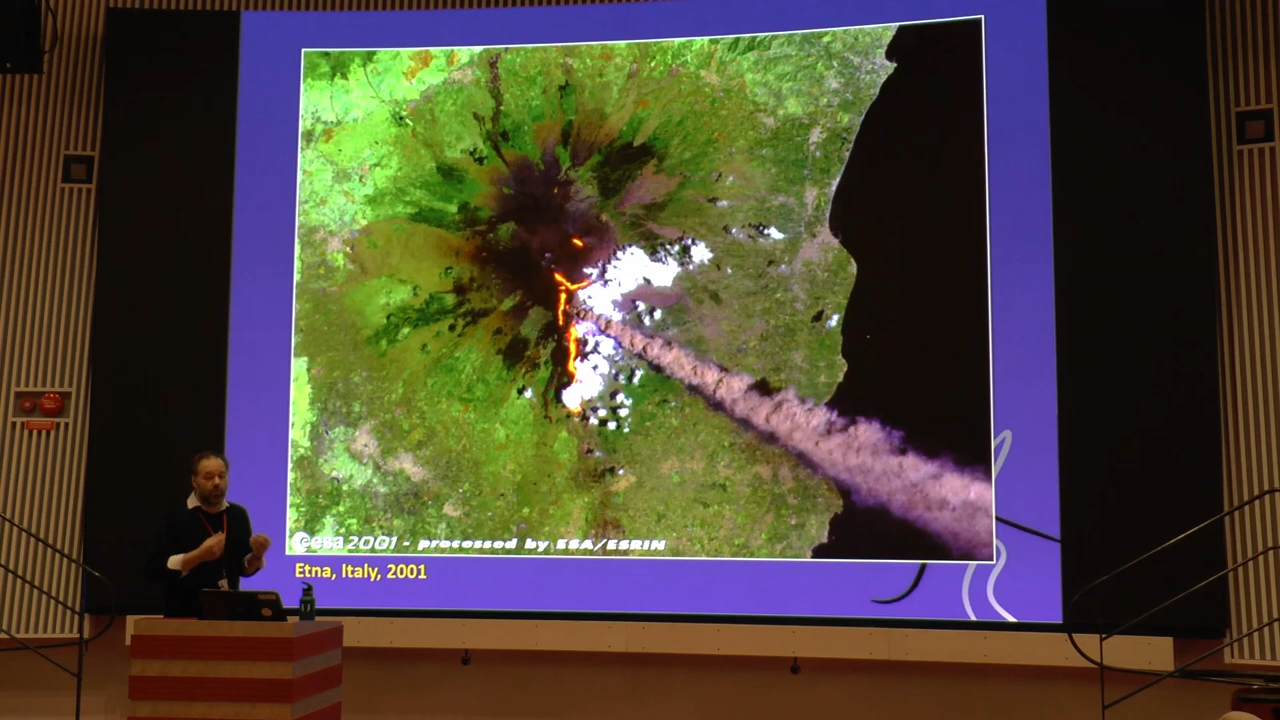 esa 2001 - processed by ESA/ESRIN
Etna, Italy, 2001